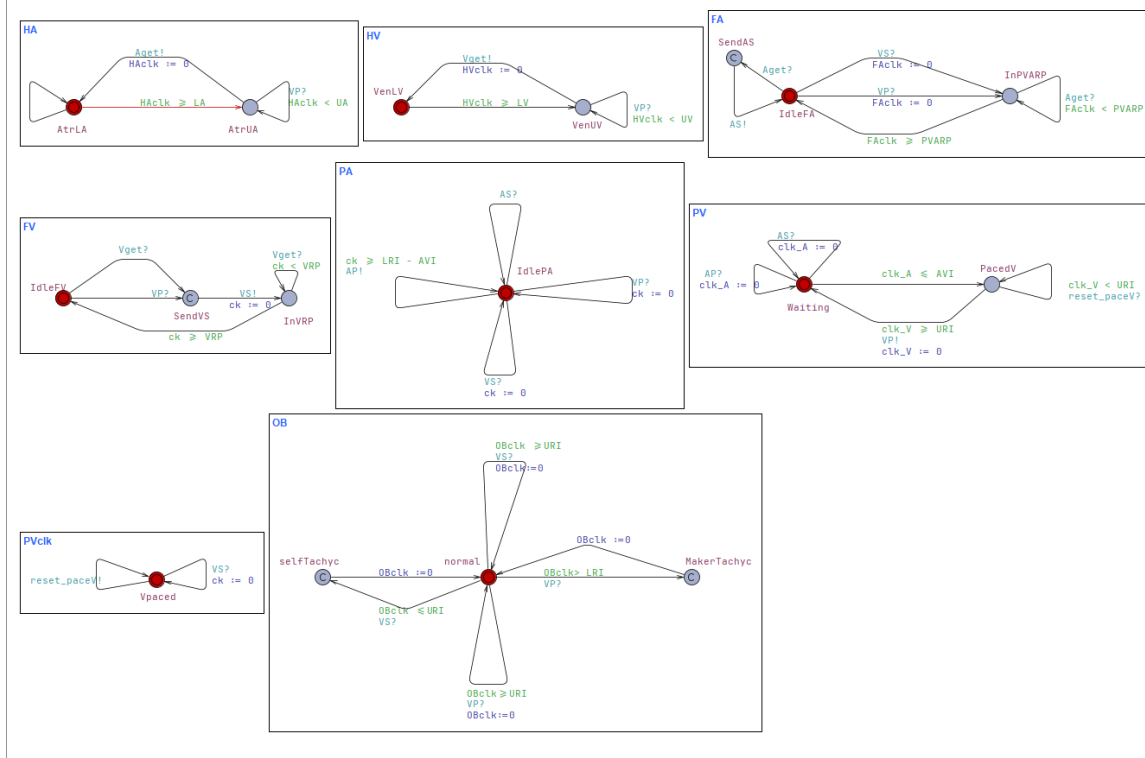 HA
Aget!
HAclk := 0
HAclk ⩾ LA
VP?
HAclk < UA
AtrLA
AtrUA
HV
Vget!
HVclk := 0
VenLV
HVclk ⩾ LV
VP?
HVclk < UV
VenUV
FA
SendAS
C
VS?
FAclk := 0
Aget?
InPVARP
VP?
FAclk := 0
Aget?
FAclk < PVARP
IdleFA
AS!
FAclk ⩾ PVARP
FV
Vget?
Vget?
ck < VRP
IdleFV
VP?
C
VS!
ck := 0
SendVS
InVRP
ck ⩾ VRP
PA
AS?
ck ⩾ LRI - AVI
AP!
IdlePA
VP?
ck := 0
VS?
ck := 0
PV
AS?
clk_A := 0
AP?
clk_A := 0
clk_A ⩽ AVI
PacedV
Waiting
clk_V < URI
reset_paceV?
clk_V ⩾ URI
VP!
clk_V := 0
PVclk
reset_paceV!
VS?
ck := 0
Vpaced
OB
OBclk ⩾URI
VS?
OBclk:=0
selfTachyc
normal
OBclk :=0
MakerTachyc
C
OBclk :=0
OBclk> LRI
VP?
C
OBclk ⩽URI
VS?
OBclk⩾URI
VP?
OBclk:=0